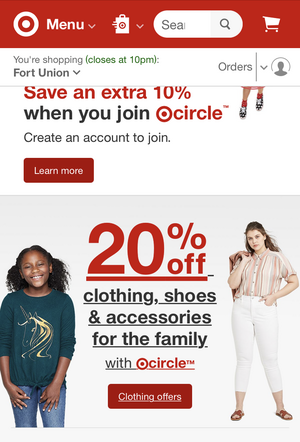 Menu
Sea
You're shopping (closes at 10pm):
Fort Union
Orders
Save an extra 10%
when you join circle™
Create an account to join.
Learn more
20% off
clothing, shoes
& accessories
for the family
with circle™
Clothing offers